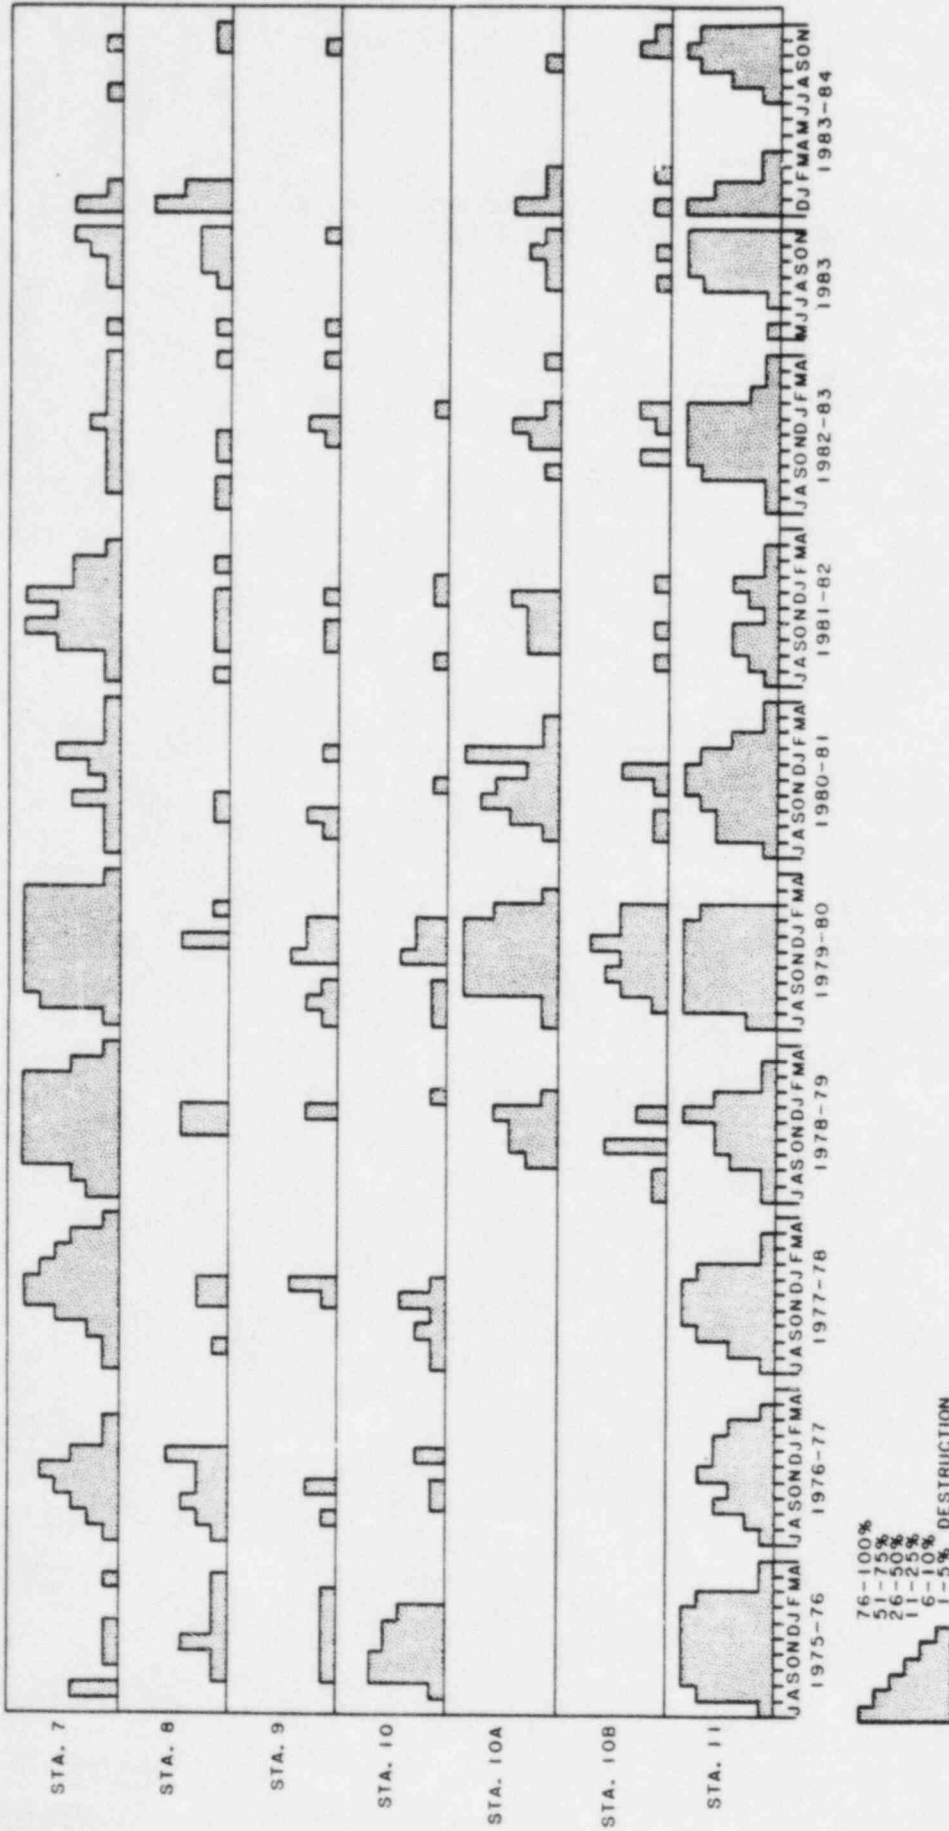 STA. 7
STA. 8
STA. 9
STA. 10
STA. 10A
STA. 10B
STA. 11
JASONDJFMA JASONDJFMA JASONDJFMA JASONDJFMA JASONDJFMA JASONDJFMA JASONDJFMA JASONDJFMA MJJASON DJFMAMJJASON
1975-76 1976-77 1977-78 1978-79 1979-80 1980-81 1981-82 1982-83 1983 1983-84
76-100%
51-75%
26-50%
11-25%
6-10%
1-5% DESTRUCTION